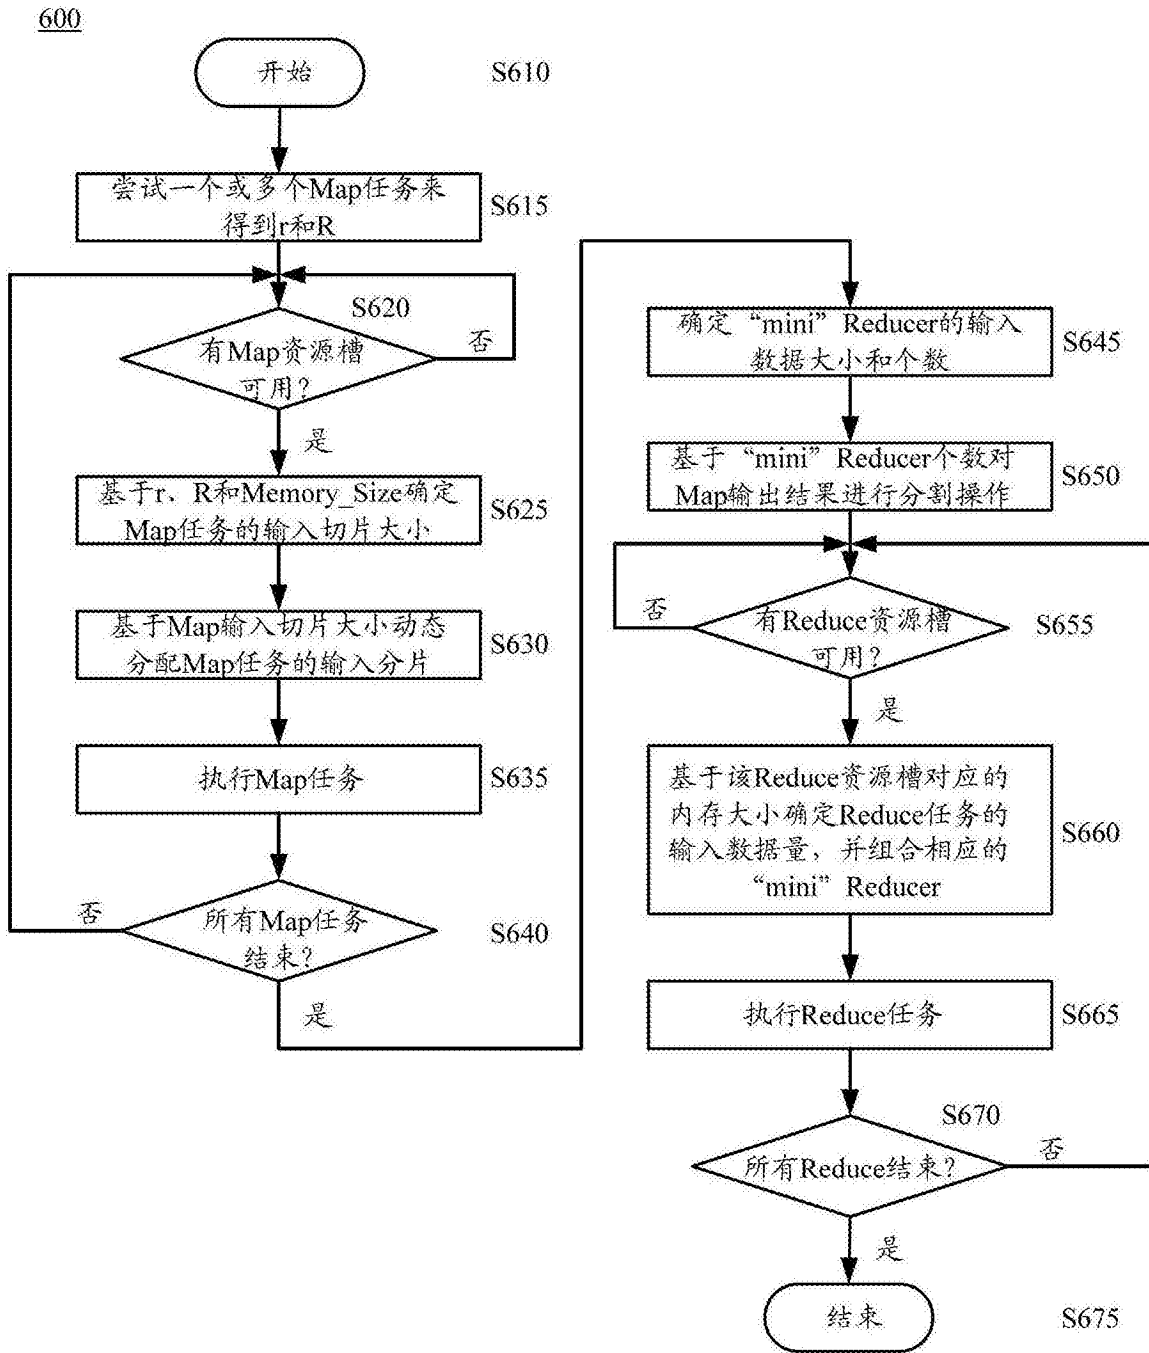 600
开始
S610
尝试一个或多个Map任务来
得到r和R
S615
S620
有Map资源槽
可用?
否
是
基于r、R和Memory_Size确定
Map任务的输入切片大小
S625
基于Map输入切片大小动态
分配Map任务的输入分片
S630
执行Map任务
S635
所有Map任务
结束?
否
S640
是
确定“mini”Reducer的输入
数据大小和个数
S645
基于“mini”Reducer个数对
Map输出结果进行分割操作
S650
有Reduce资源槽
可用?
否
S655
是
基于该Reduce资源槽对应的
内存大小确定Reduce任务的
输入数据量，并组合相应的
“mini”Reducer
S660
执行Reduce任务
S665
S670
所有Reduce结束?
否
是
结束
S675